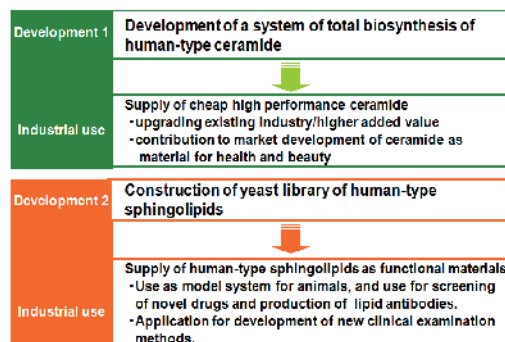 Development 1
Development of a system of total biosynthesis of
human-type ceramide
Industrial use
Supply of cheap high performance ceramide
-upgrading existing industry/higher added value
-contribution to market development of ceramide as
material for health and beauty
Development 2
Construction of yeast library of human-type
sphingolipids
Industrial use
Supply of human-type sphingolipids as functional materials
-Use as model system for animals, and use for screening
of novel drugs and production of lipid antibodies.
-Application for development of new clinical examination
methods.